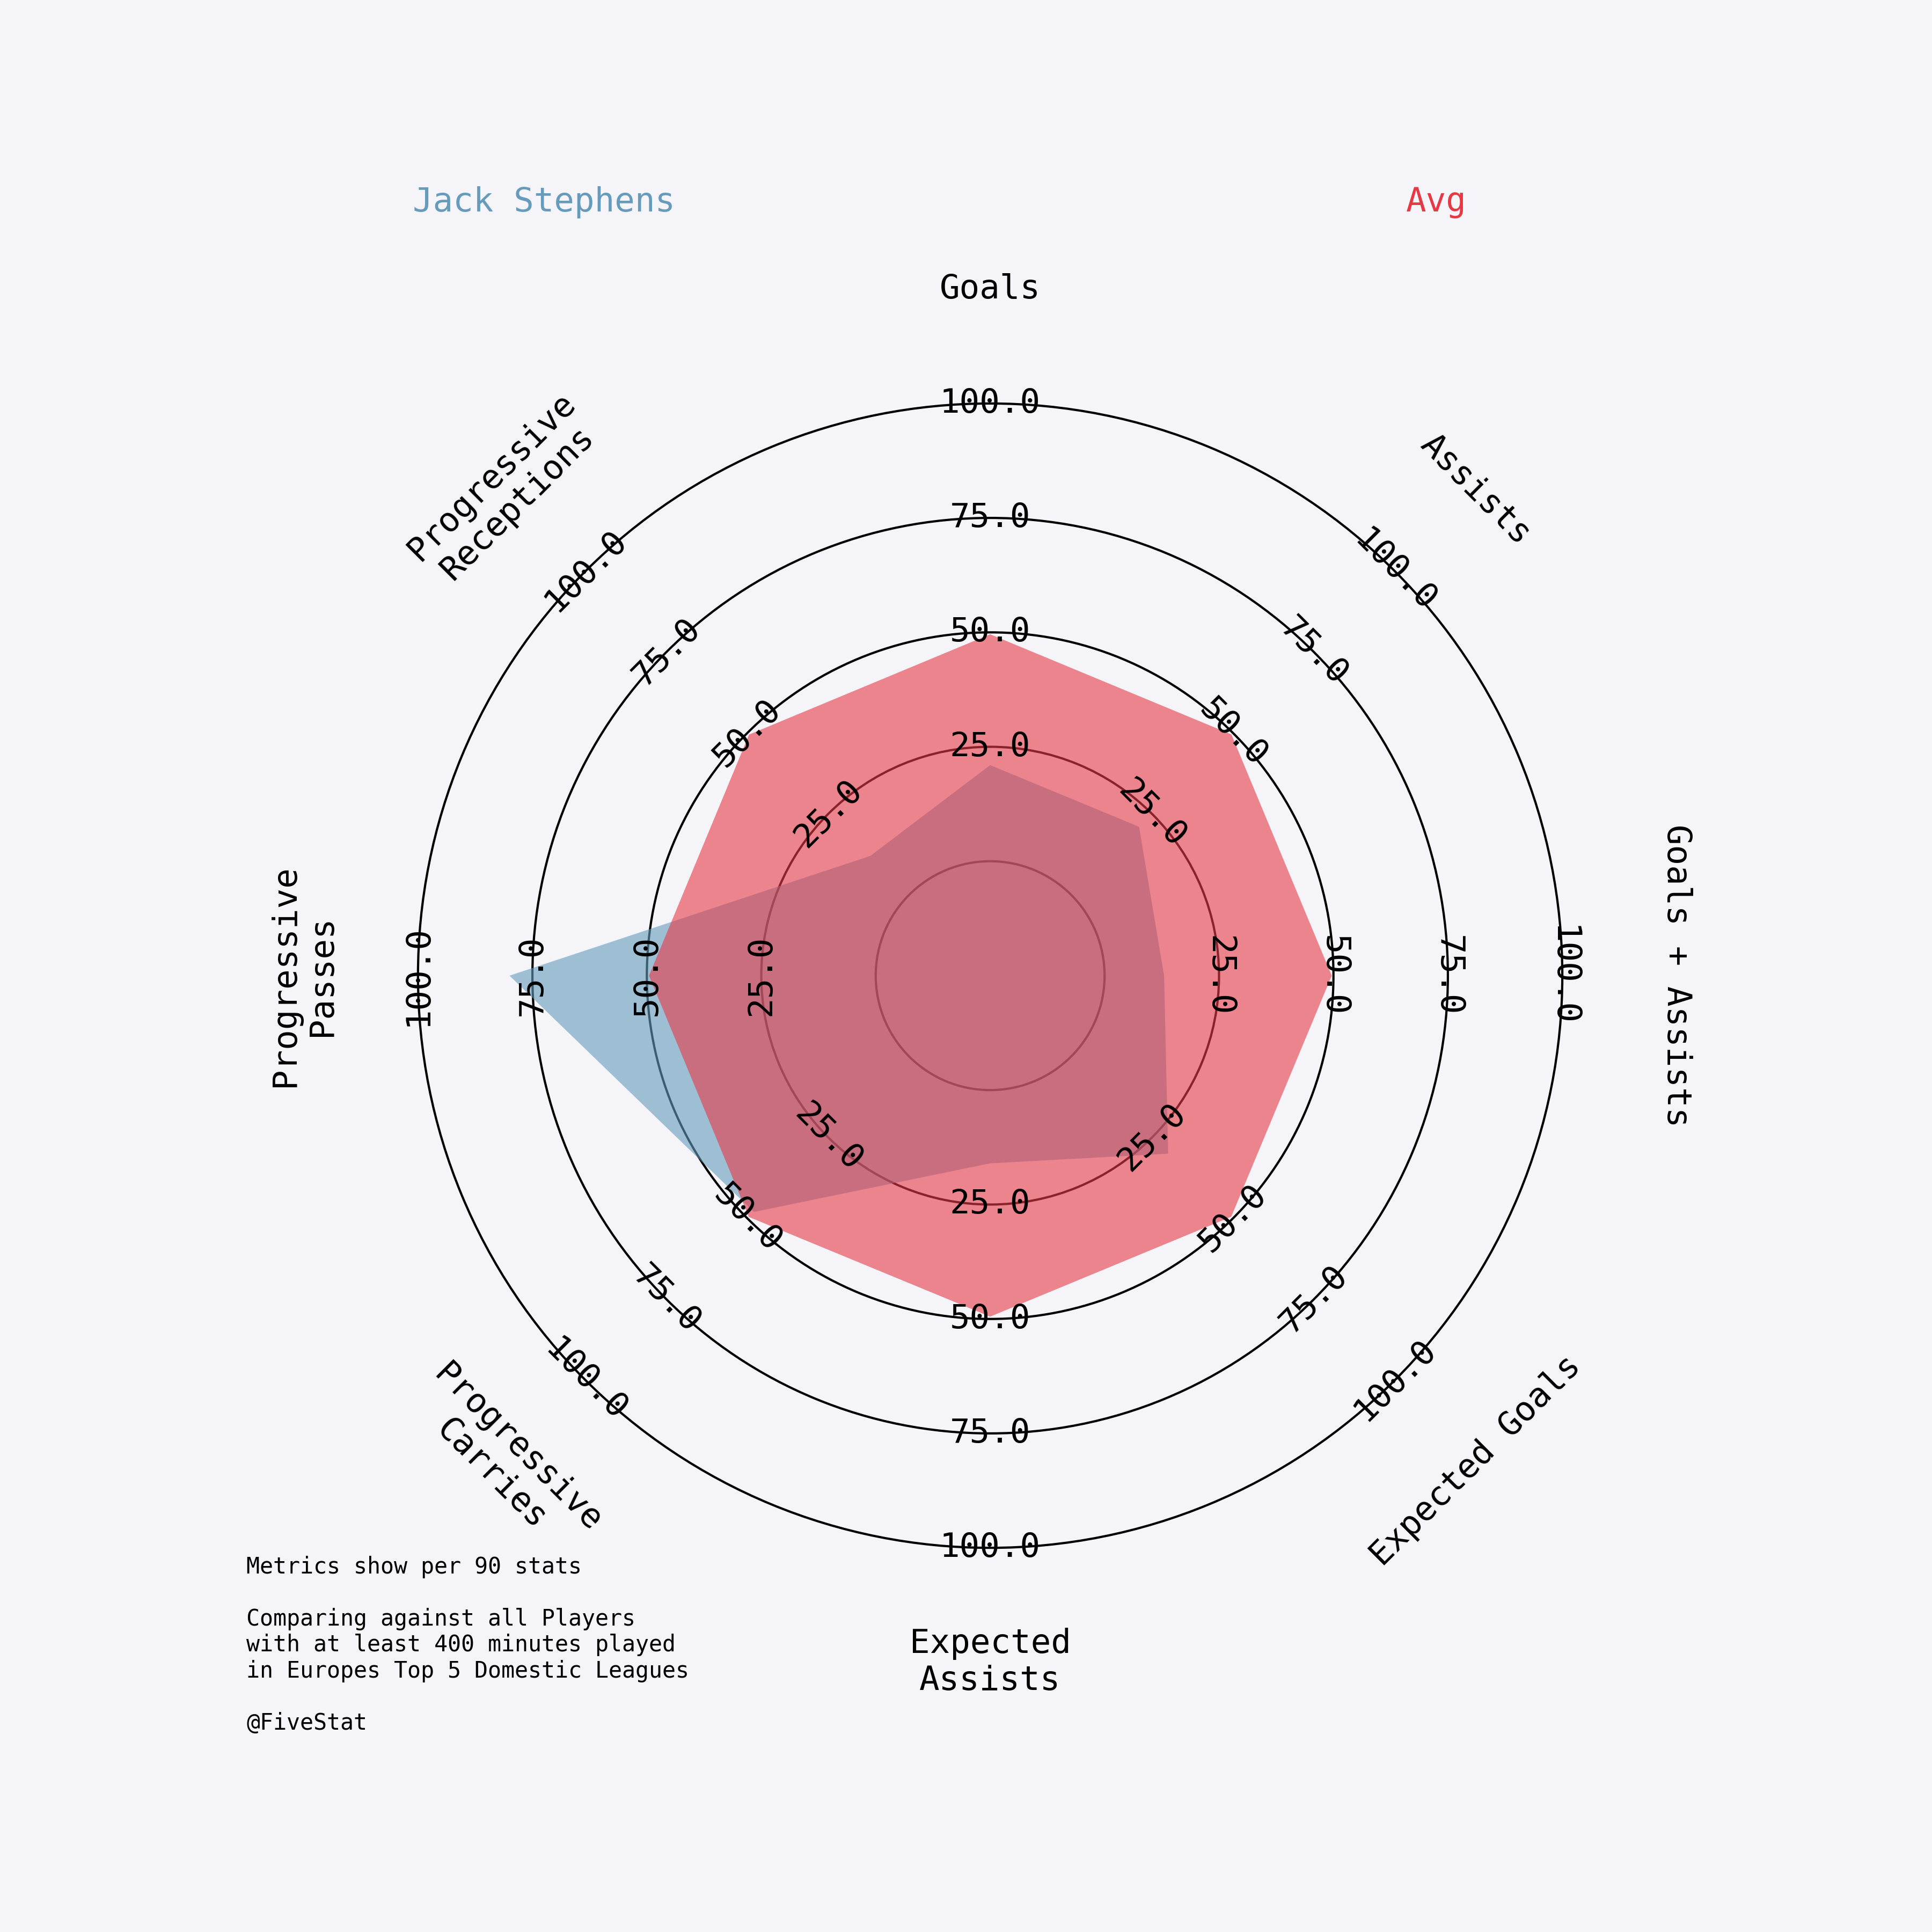 Jack Stephens
Avg
Goals
Assists
Goals + Assists
Expected Goals
Expected
Assists
Progressive
Carries
Progressive
Passes
Progressive
Receptions
100.0
75.0
50.0
25.0
100.0
75.0
50.0
25.0
25.0
50.0
75.0
100.0
25.0
50.0
75.0
100.0
25.0
50.0
75.0
100.0
25.0
50.0
75.0
100.0
100.0
75.0
50.0
25.0
100.0
75.0
50.0
25.0
Metrics show per 90 stats
Comparing against all Players
with at least 400 minutes played
in Europes Top 5 Domestic Leagues
@FiveStat